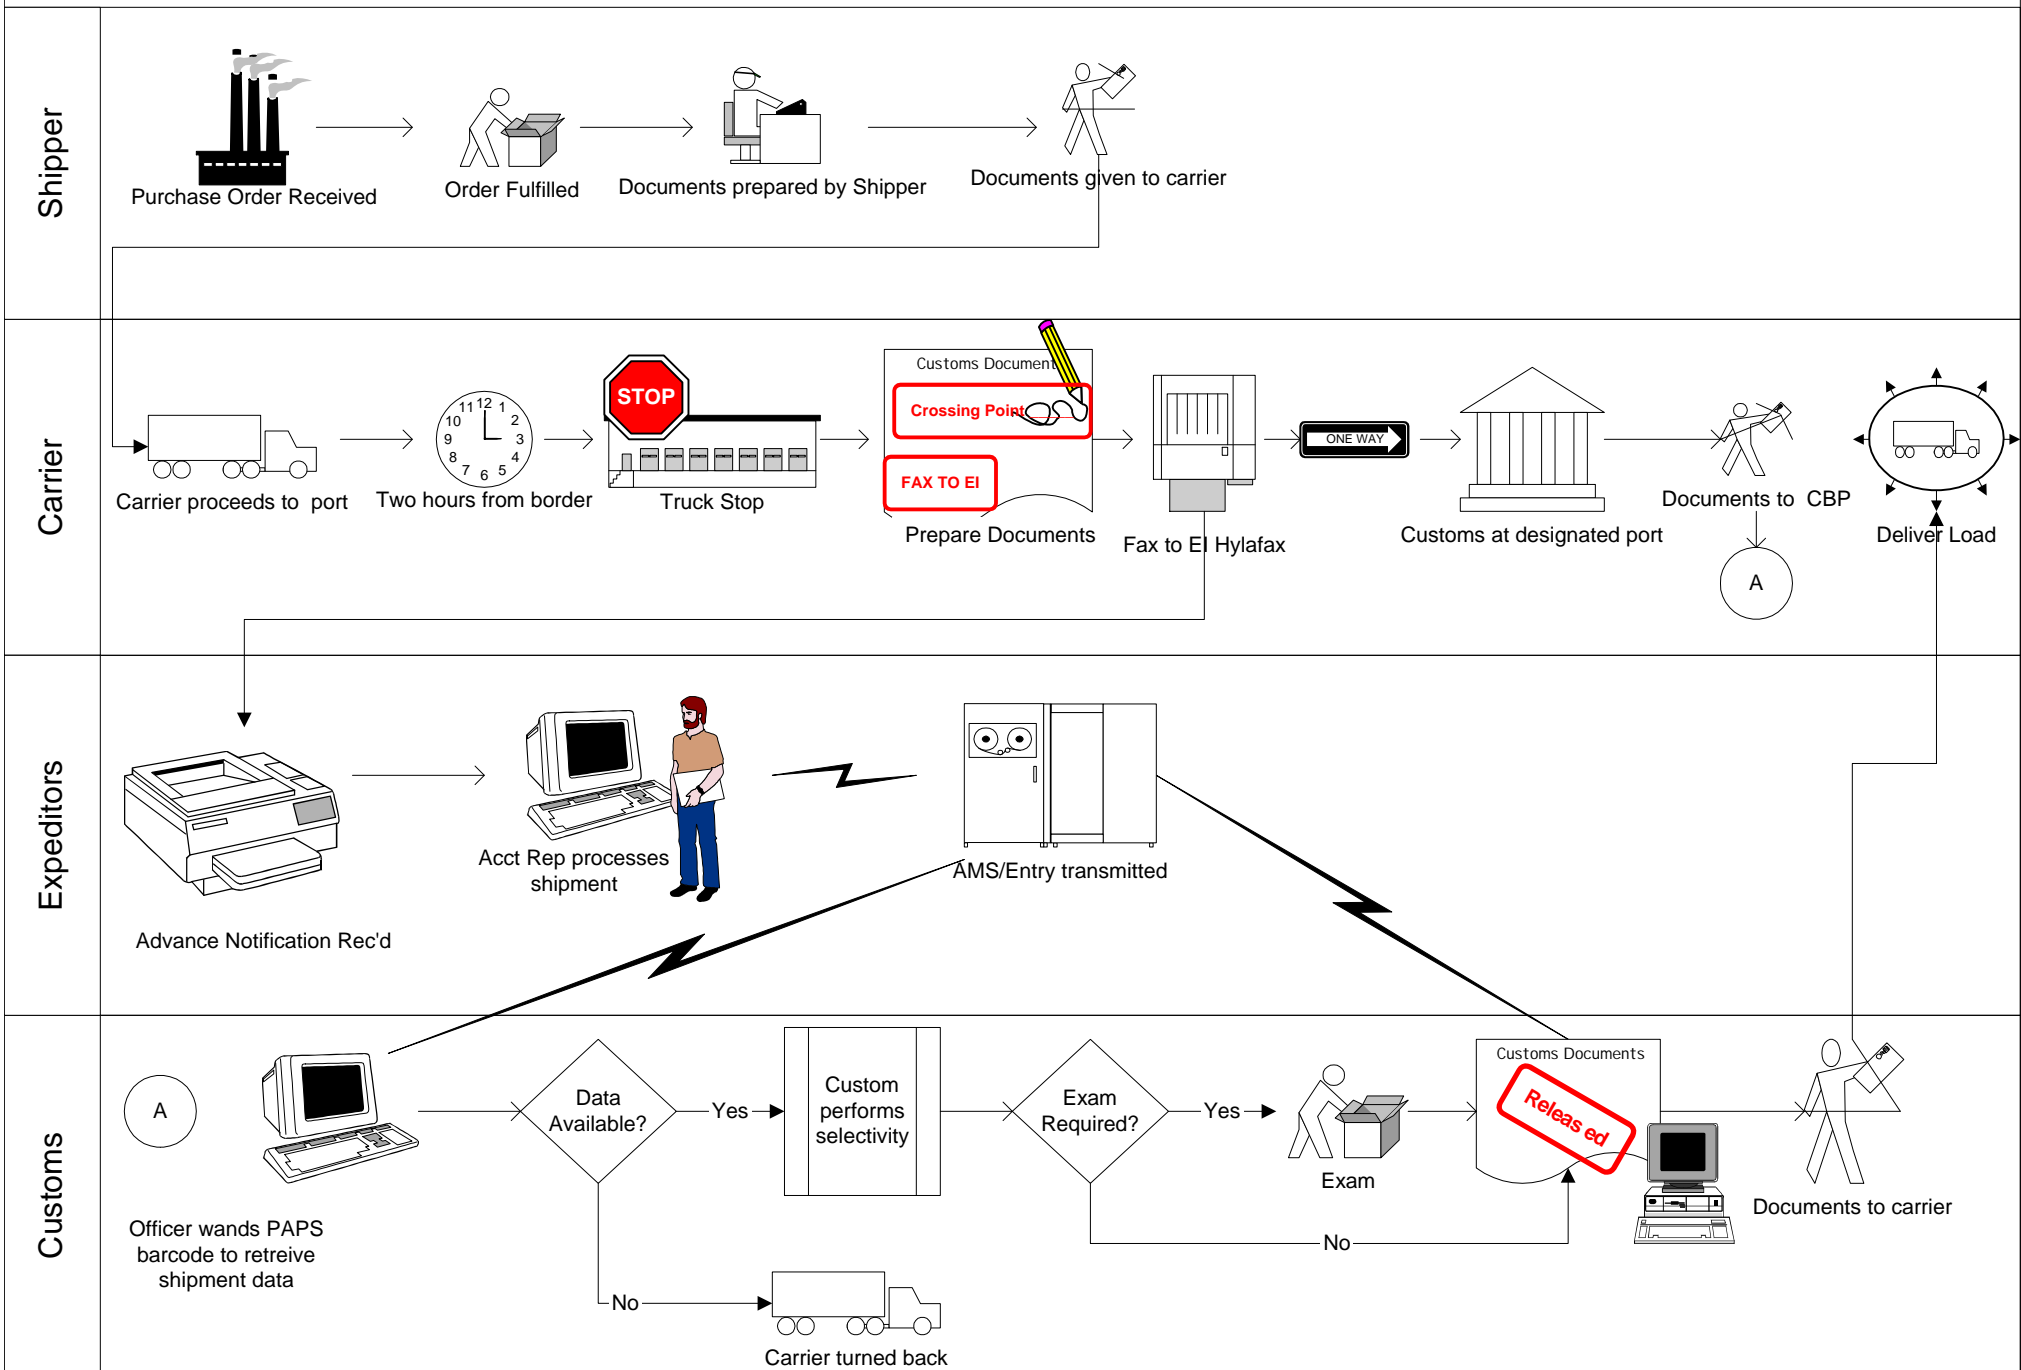 Shipper
Purchase Order Received
Order Fulfilled
Documents prepared by Shipper
Documents given to carrier
Carrier
Carrier proceeds to port
11 12 1
10 2
9 3
8 4
7 6 5
Two hours from border
STOP
Truck Stop
Customs Document
Crossing Point
FAX TO EI
Prepare Documents
Fax to EI Hylafax
ONE WAY
Customs at designated port
Documents to CBP
A
Deliver Load
Expeditors
Advance Notification Rec'd
Acct Rep processes
shipment
AMS/Entry transmitted
Customs
A
Officer wands PAPS
barcode to retreive
shipment data
Data
Available?
Yes
No
Carrier turned back
Custom
performs
selectivity
Exam
Required?
Yes
No
Exam
Customs Documents
Releas ed
Documents to carrier